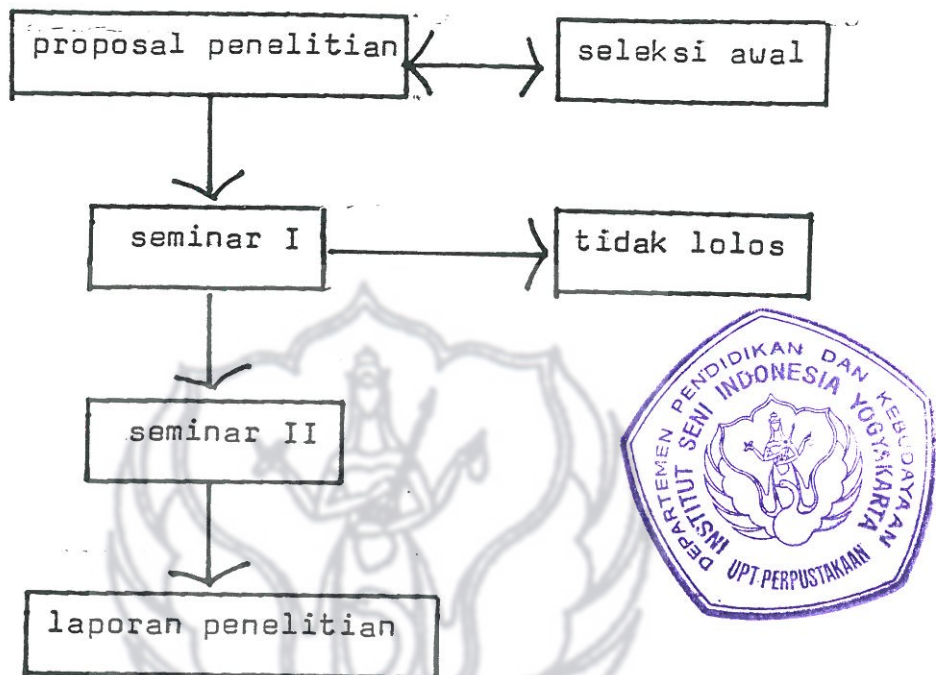 proposal penelitian
seleksi awal
seminar I
tidak lolos
seminar II
laporan penelitian
DEPARTEMEN PENDIDIKAN DAN KEBUDAYAAN
INSTITUT SENI INDONESIA YOGYAKARTA
UPT PERPUSTAKAAN